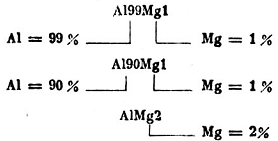 Al99Mg1
Al = 99 % Mg = 1 %
Al90Mg1
Al = 90 % Mg = 1 %
AlMg2
Mg = 2%